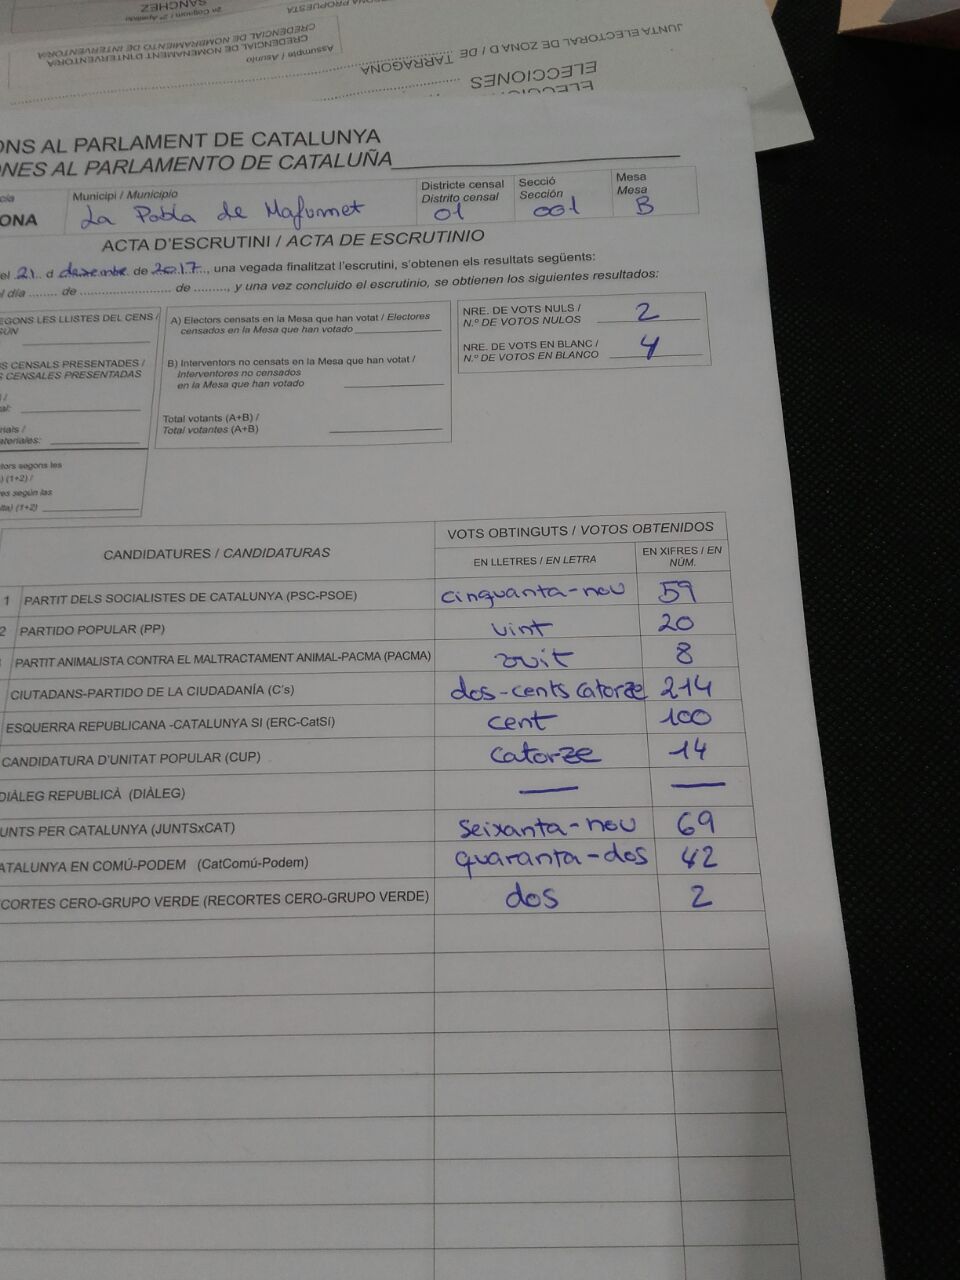 2n Cognom / 2º Apellido
SÁNCHEZ
PROPUESTA
CREDENCIAL DE NOMBRAMIENTO DE INTERVENTOR/A
CREDENCIAL DE NOMENAMENT D'INTERVENTOR/A
Assumpte / Asunto
JUNTA ELECTORAL DE ZONA D / DE TARRAGONA
ELECCIONES
ONS AL PARLAMENT DE CATALUNYA
ONES AL PARLAMENTO DE CATALUÑA
cia Municipi / Municipio Districte censal Secció Mesa
Distrito censal Sección Mesa
ONA La Pobla de Mafumet 01 001 B
ACTA D'ESCRUTINI / ACTA DE ESCRUTINIO
el 21 d desembre de 2017, una vegada finalitzat l'escrutini, s'obtenen els resultats següents:
l día ........ de ........................ de ........., y una vez concluido el escrutinio, se obtienen los siguientes resultados:
EGONS LES LLISTES DEL CENS /
GÚN
S CENSALS PRESENTADES /
S CENSALES PRESENTADAS
/
al:
rials /
ateriales:
tors segons les
) (1+2) /
es según las
lta) (1+2)
A) Electors censats en la Mesa que han votat / Electores
censados en la Mesa que han votado
B) Interventors no censats en la Mesa que han votat /
Interventores no censados
en la Mesa que han votado
Total votants (A+B) /
Total votantes (A+B)
NRE. DE VOTS NULS /
N.º DE VOTOS NULOS 2
NRE. DE VOTS EN BLANC /
N.º DE VOTOS EN BLANCO 4
CANDIDATURES / CANDIDATURAS VOTS OBTINGUTS / VOTOS OBTENIDOS
EN LLETRES / EN LETRA EN XIFRES / EN
NÚM.
1 PARTIT DELS SOCIALISTES DE CATALUNYA (PSC-PSOE) cinquanta-nou 59
2 PARTIDO POPULAR (PP) vint 20
PARTIT ANIMALISTA CONTRA EL MALTRACTAMENT ANIMAL-PACMA (PACMA) vuit 8
CIUTADANS-PARTIDO DE LA CIUDADANÍA (C's) dos-cents catorze 214
ESQUERRA REPUBLICANA -CATALUNYA SI (ERC-CatSí) cent 100
CANDIDATURA D'UNITAT POPULAR (CUP) catorze 14
DIÀLEG REPUBLICÀ (DIÀLEG) — —
UNTS PER CATALUNYA (JUNTSxCAT) seixanta-nou 69
ATALUNYA EN COMÚ-PODEM (CatComú-Podem) quaranta-dos 42
ECORTES CERO-GRUPO VERDE (RECORTES CERO-GRUPO VERDE) dos 2